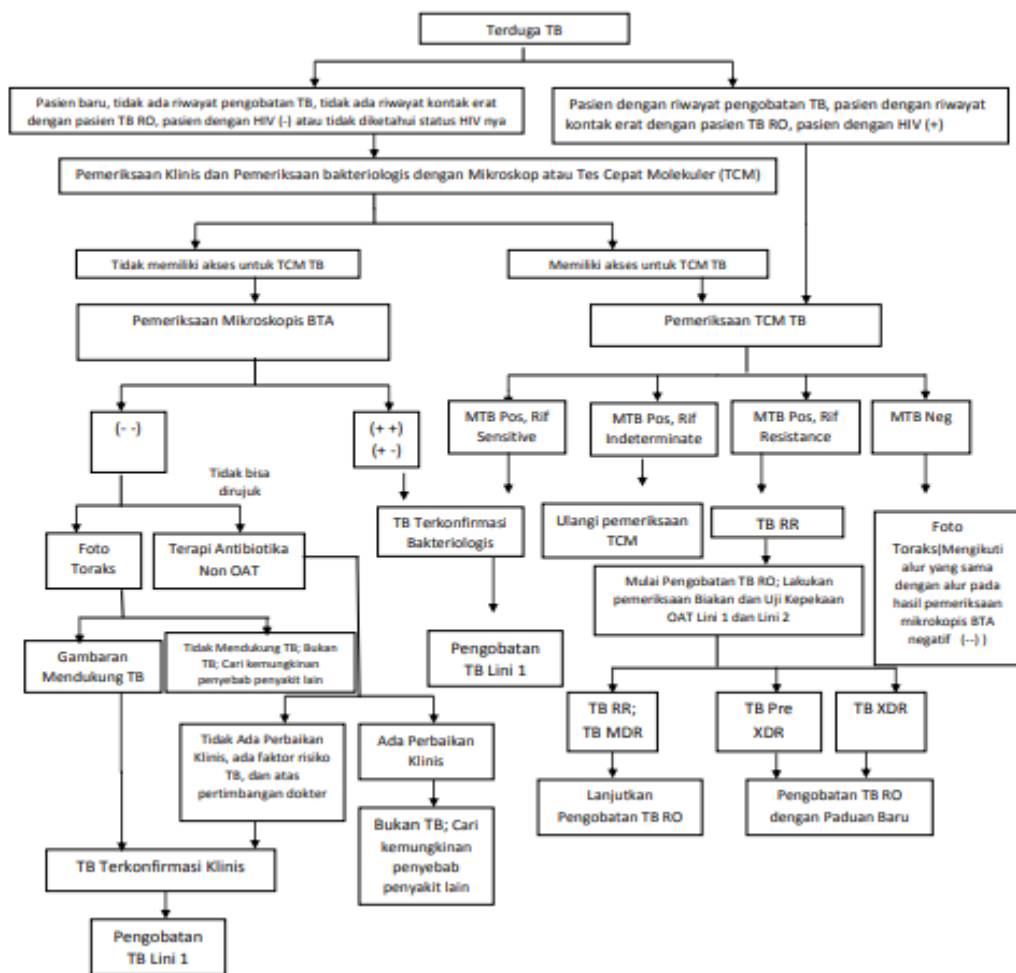 Terduga TB
Pasien baru, tidak ada riwayat pengobatan TB, tidak ada riwayat kontak erat
dengan pasien TB RO, pasien dengan HIV (-) atau tidak diketahui status HIV nya
Pasien dengan riwayat pengobatan TB, pasien dengan riwayat
kontak erat dengan pasien TB RO, pasien dengan HIV (+)
Pemeriksaan Klinis dan Pemeriksaan bakteriologis dengan Mikroskop atau Tes Cepat Molekuler (TCM)
Tidak memiliki akses untuk TCM TB
Memiliki akses untuk TCM TB
Pemeriksaan Mikroskopis BTA
Pemeriksaan TCM TB
(- -)
(+ +)
(+ -)
MTB Pos, Rif
Sensitive
MTB Pos, Rif
Indeterminate
MTB Pos, Rif
Resistance
MTB Neg
Tidak bisa
dirujuk
Foto
Toraks
Terapi Antibiotika
Non OAT
TB Terkonfirmasi
Bakteriologis
Ulangi pemeriksaan
TCM
TB RR
Foto
Toraks(Mengikuti
alur yang sama
dengan alur pada
hasil pemeriksaan
mikrokopis BTA
negatif (--) )
Mulai Pengobatan TB RO; Lakukan
pemeriksaan Biakan dan Uji Kepekaan
OAT Lini 1 dan Lini 2
Gambaran
Mendukung TB
Tidak Mendukung TB; Bukan
TB; Cari kemungkinan
penyebab penyakit lain
Pengobatan
TB Lini 1
TB RR;
TB MDR
TB Pre
XDR
TB XDR
Tidak Ada Perbaikan
Klinis, ada faktor risiko
TB, dan atas
pertimbangan dokter
Ada Perbaikan
Klinis
Lanjutkan
Pengobatan TB RO
Pengobatan TB RO
dengan Paduan Baru
Bukan TB; Cari
kemungkinan
penyebab
penyakit lain
TB Terkonfirmasi Klinis
Pengobatan
TB Lini 1